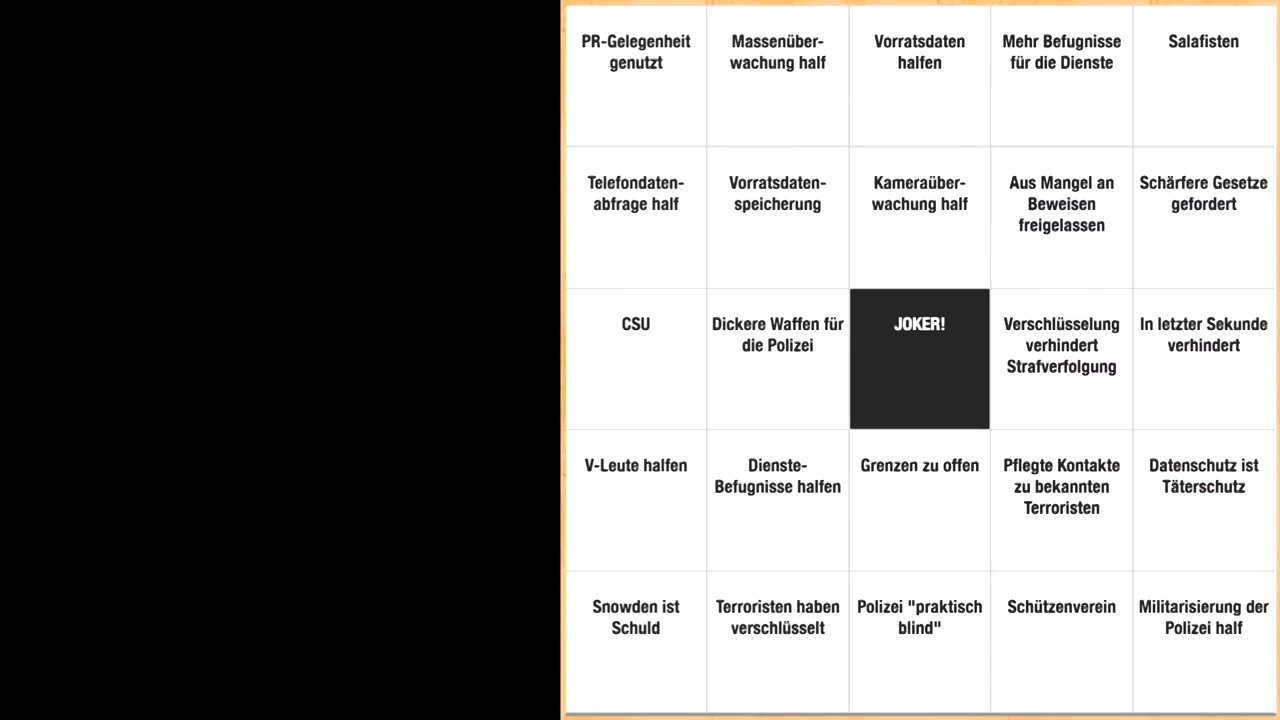 PR-Gelegenheit
genutzt
Massenüber-
wachung half
Vorratsdaten
halfen
Mehr Befugnisse
für die Dienste
Salafisten
Telefondaten-
abfrage half
Vorratsdaten-
speicherung
Kameraüber-
wachung half
Aus Mangel an
Beweisen
freigelassen
Schärfere Gesetze
gefordert
CSU
Dickere Waffen für
die Polizei
JOKER!
Verschlüsselung
verhindert
Strafverfolgung
In letzter Sekunde
verhindert
V-Leute halfen
Dienste-
Befugnisse halfen
Grenzen zu offen
Pflegte Kontakte
zu bekannten
Terroristen
Datenschutz ist
Täterschutz
Snowden ist
Schuld
Terroristen haben
verschlüsselt
Polizei "praktisch
blind"
Schützenverein
Militarisierung der
Polizei half